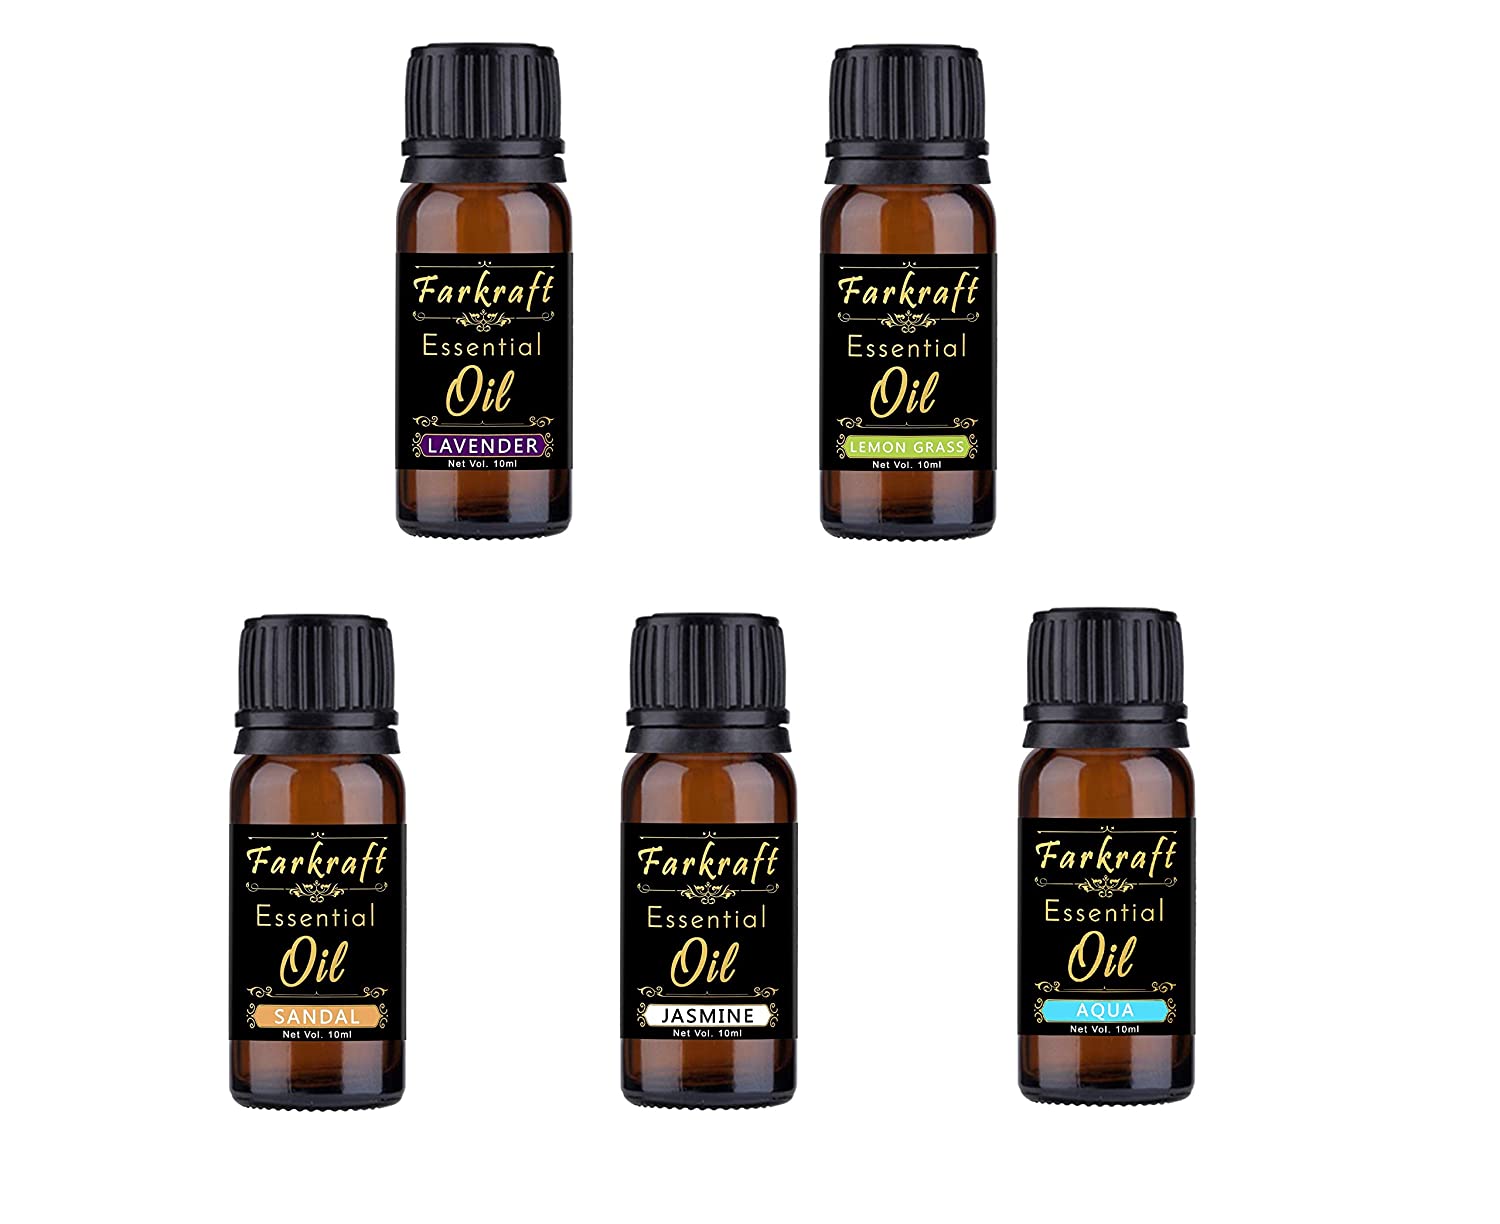 Farkraft
Essential
Oil
LAVENDER
Net Vol. 10ml
Farkraft
Essential
Oil
LEMON GRASS
Net Vol. 10ml
Farkraft
Essential
Oil
SANDAL
Net Vol. 10ml
Farkraft
Essential
Oil
JASMINE
Net Vol. 10ml
Farkraft
Essential
Oil
AQUA
Net Vol. 10ml